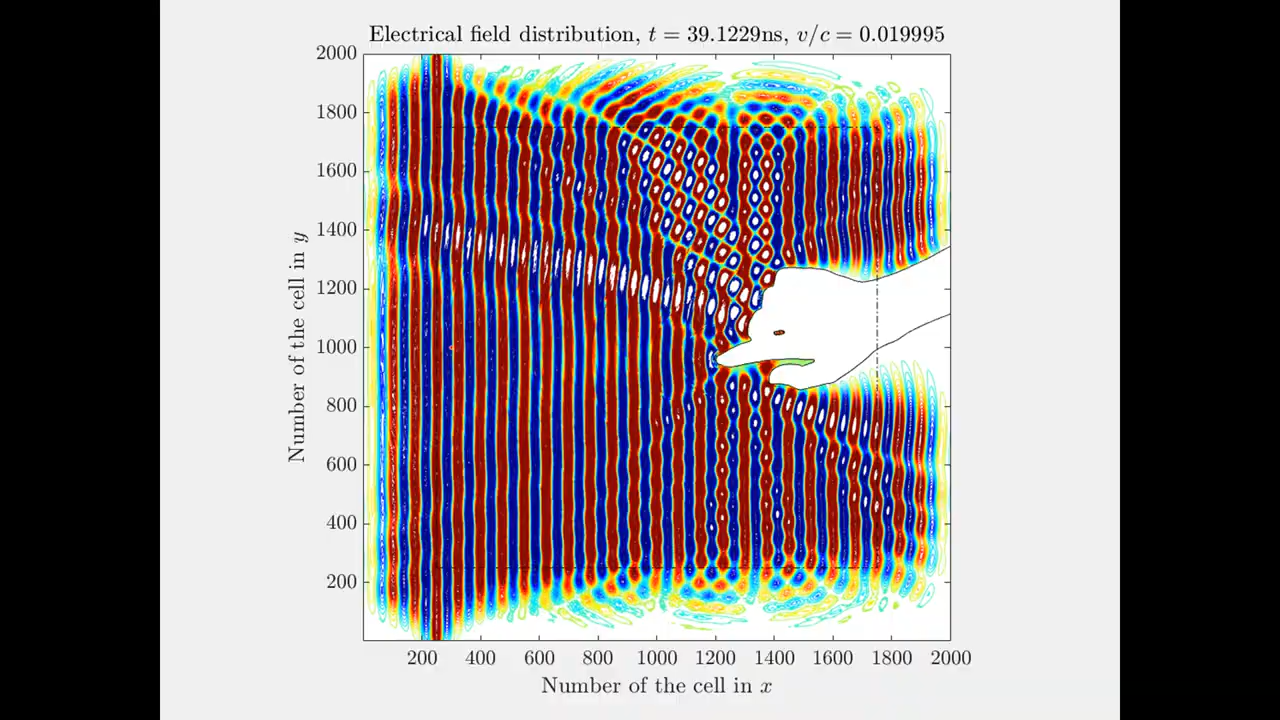 Electrical field distribution, t = 39.1229ns, v/c = 0.019995
2000
1800
1600
1400
1200
1000
800
600
400
200
Number of the cell in y
200 400 600 800 1000 1200 1400 1600 1800 2000
Number of the cell in x